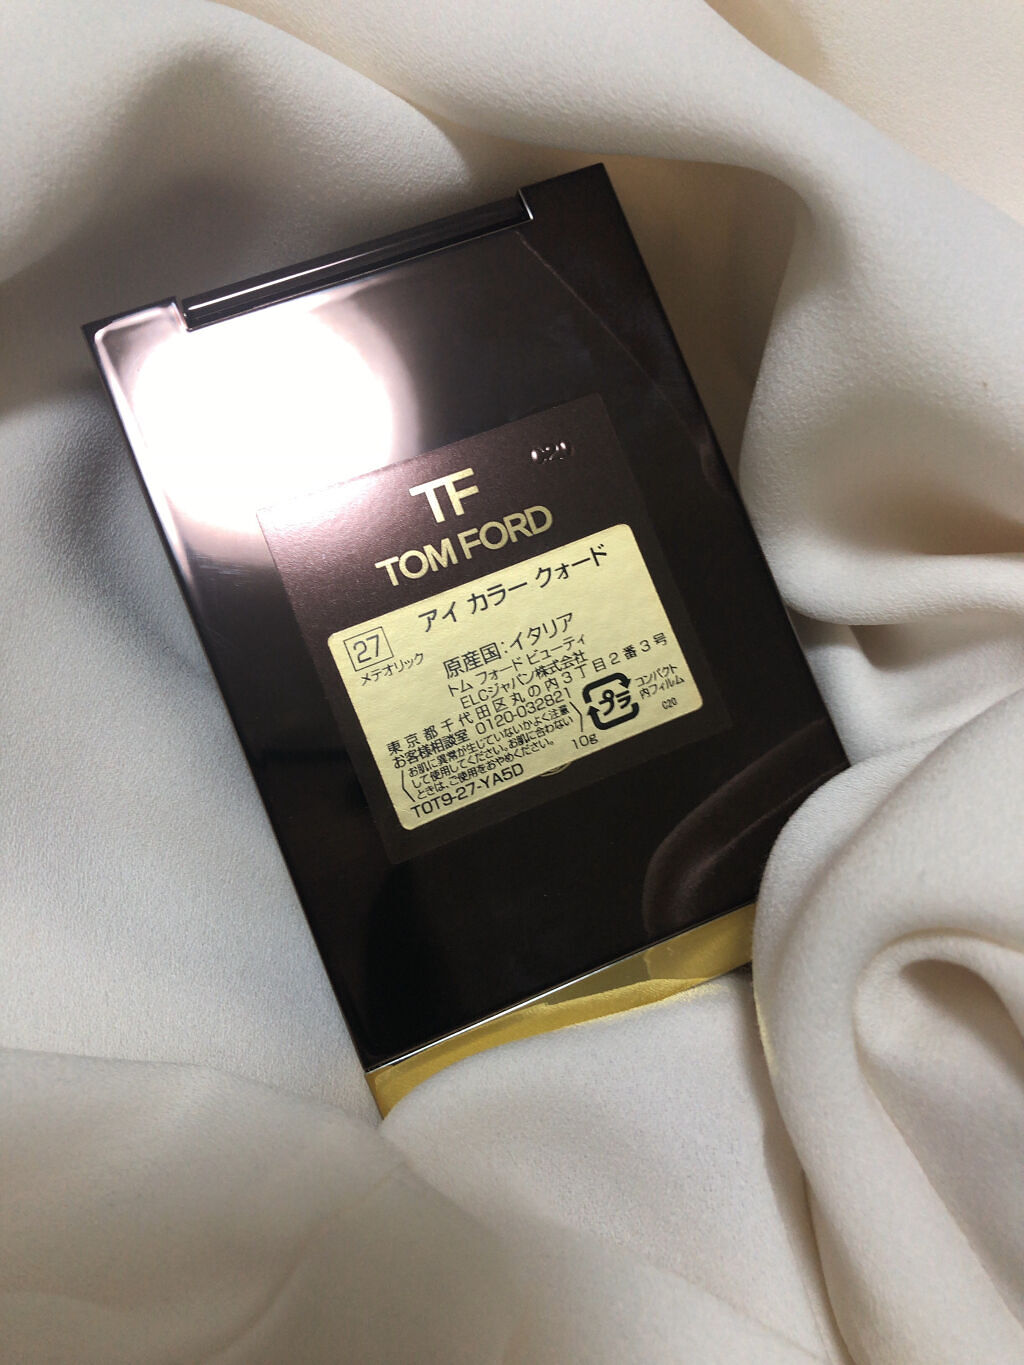 C20
TF
TOM FORD
アイ カラー クォード
27
メテオリック
原産国：イタリア
トム フォード ビューティ
ELCジャパン株式会社
東京都千代田区丸の内3丁目2番3号
お客様相談室 0120-032821
お肌に異常が生じていないかよく注意
して使用してください。お肌に合わない
ときは、ご使用をおやめください。
10g
プラ
コンパクト
内フィルム
C20
T0T9-27-YA5D